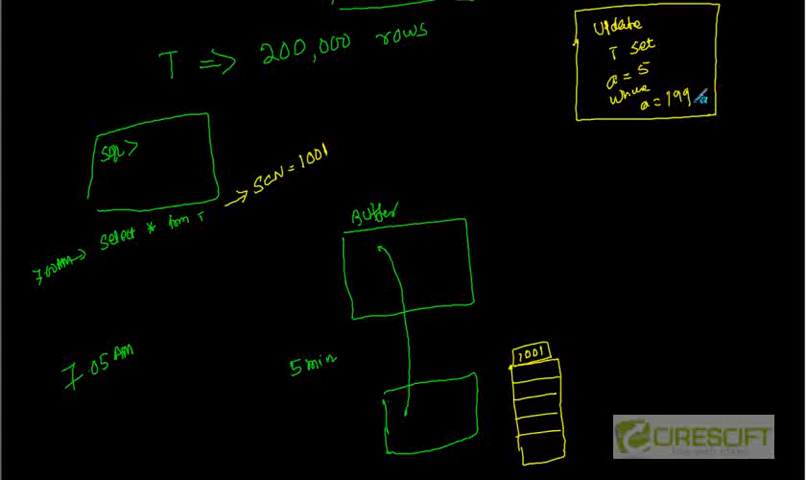 T => 200,000 rows
Update
T Set
a = 5
Where
a = 199
SQL>
→ SCN = 1001
7.00AM → Select * from T
Buffer
7.05 AM
5 min
1001
CIRESCIFT